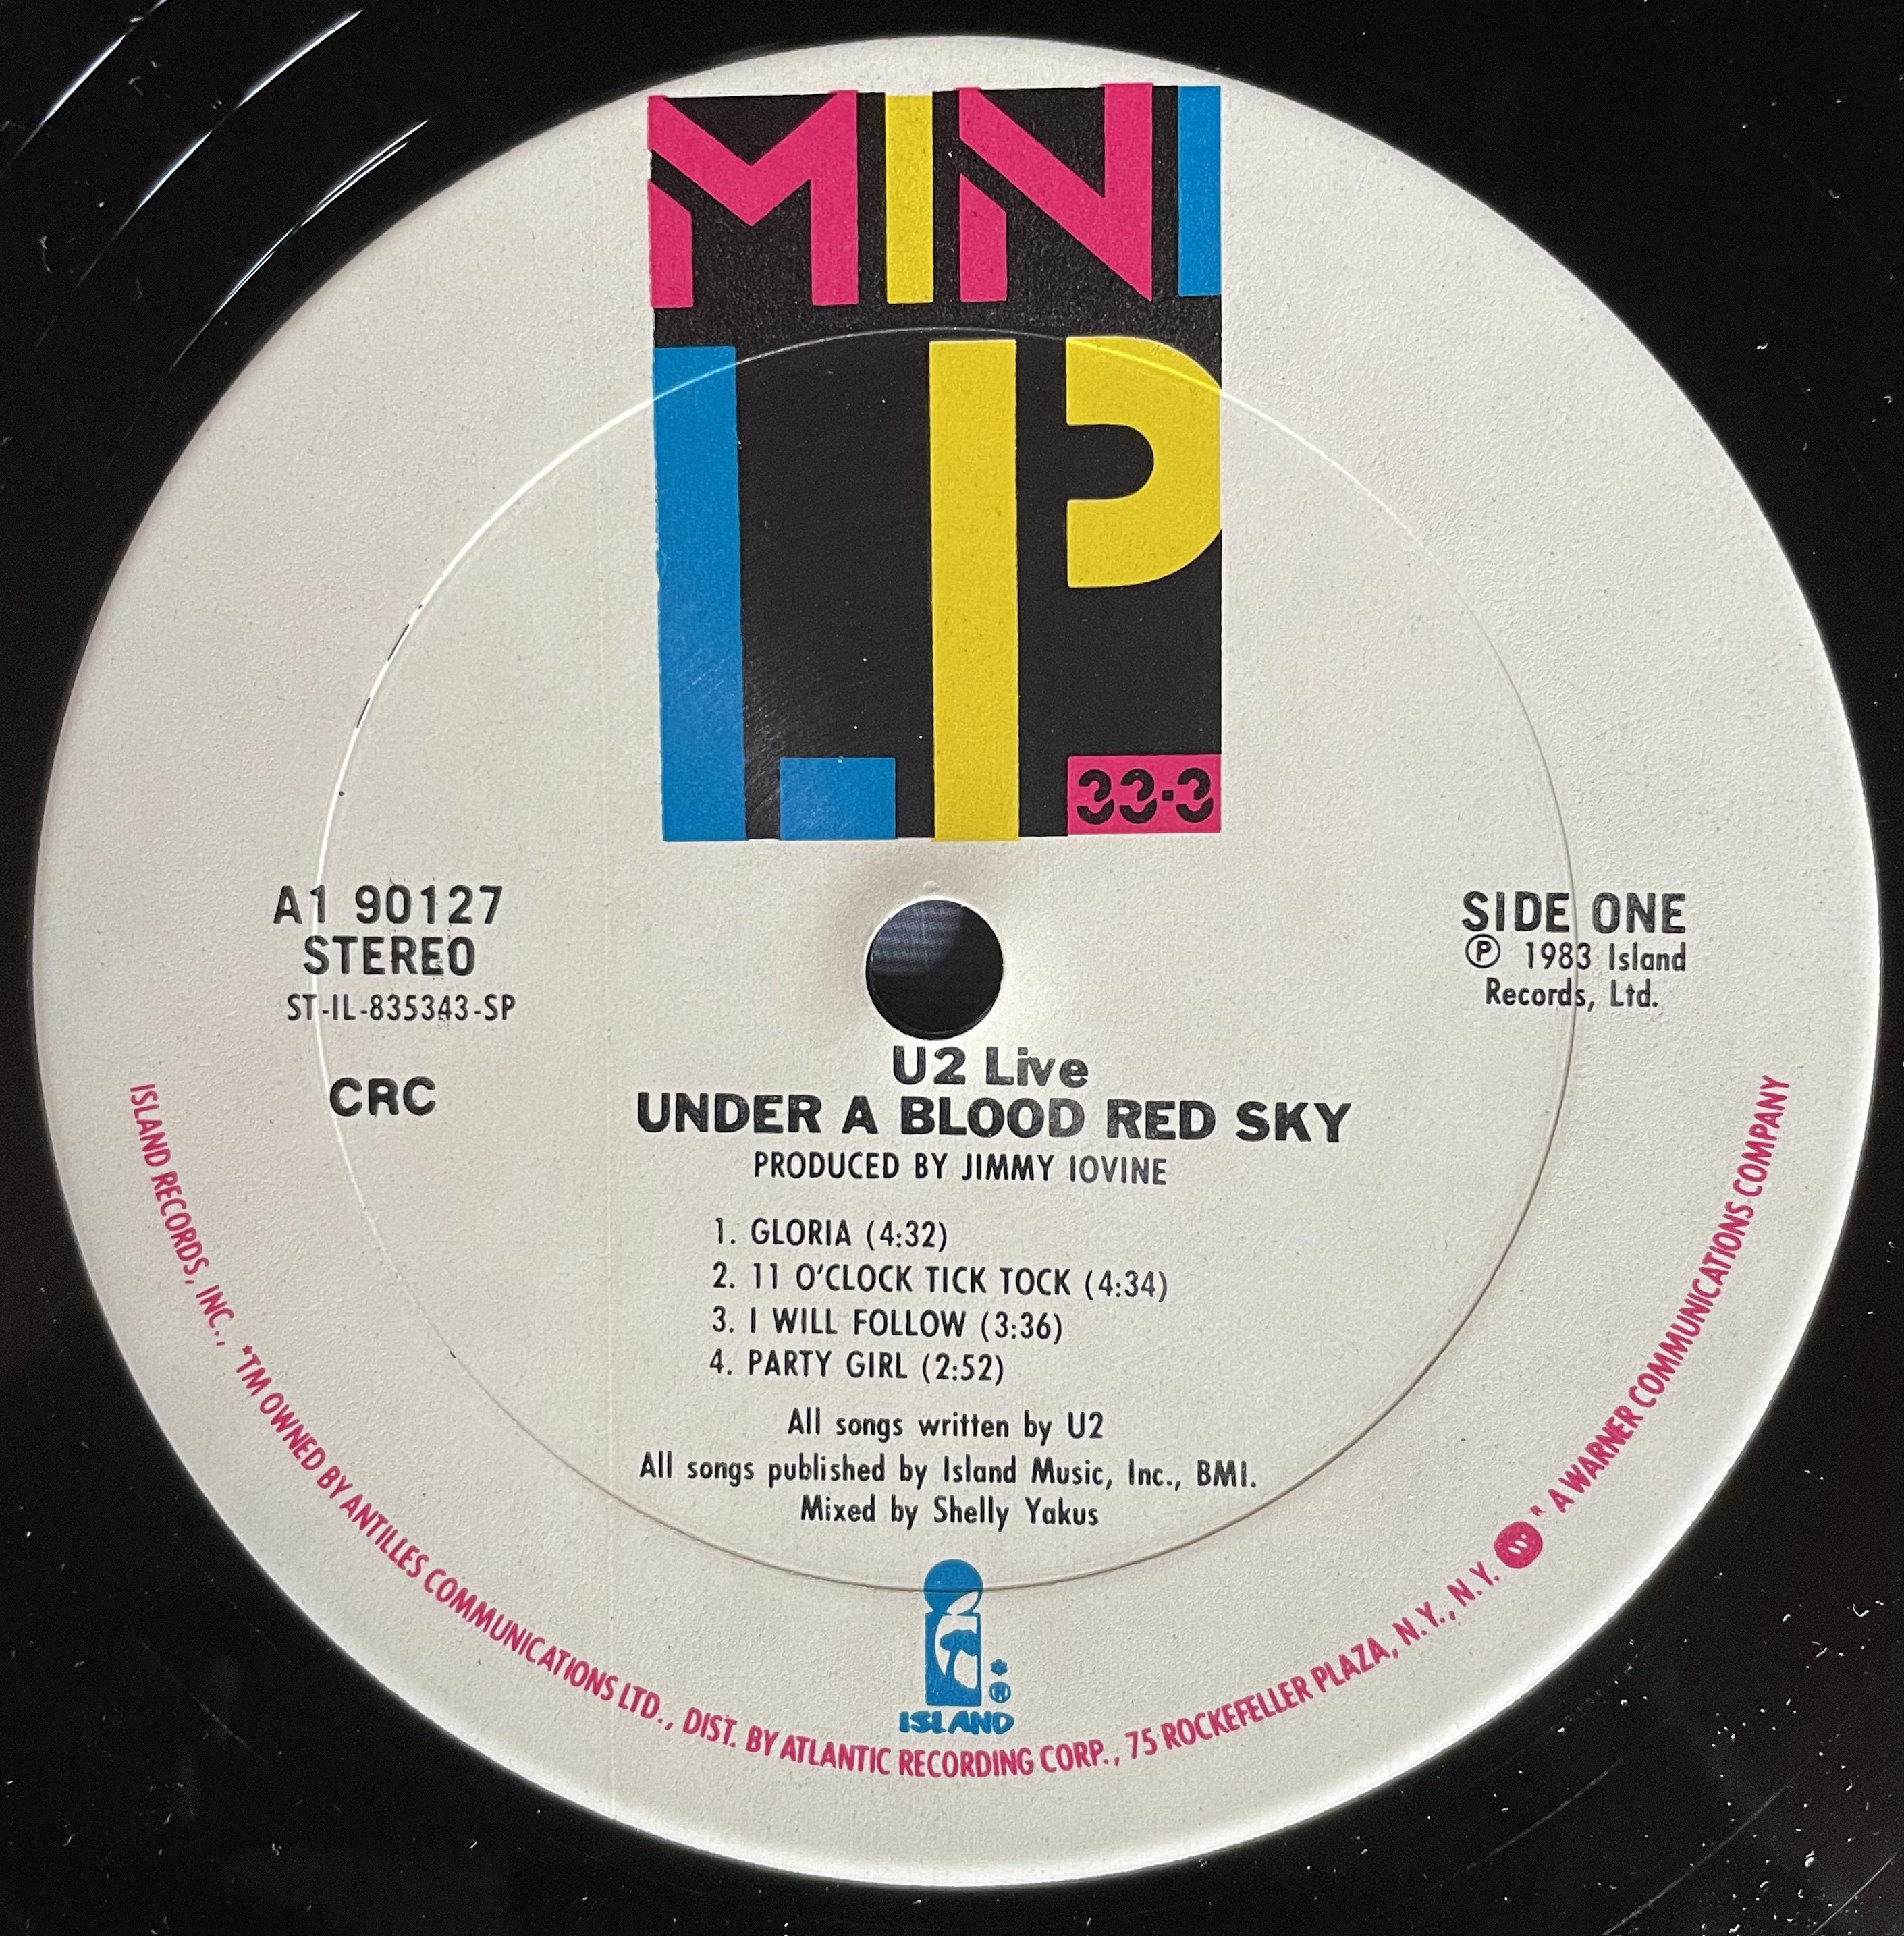 MINI
LP
33·3
A1 90127
STEREO
ST-IL-835343-SP
CRC
SIDE ONE
Ⓟ 1983 Island
Records, Ltd.
U2 Live
UNDER A BLOOD RED SKY
PRODUCED BY JIMMY IOVINE
1. GLORIA (4:32)
2. 11 O'CLOCK TICK TOCK (4:34)
3. I WILL FOLLOW (3:36)
4. PARTY GIRL (2:52)
All songs written by U2
All songs published by Island Music, Inc., BMI.
Mixed by Shelly Yakus
*
®
ISLAND
ISLAND RECORDS, INC., *TM OWNED BY ANTILLES COMMUNICATIONS LTD., DIST. BY ATLANTIC RECORDING CORP., 75 ROCKEFELLER PLAZA, N.Y., N.Y. A WARNER COMMUNICATIONS COMPANY